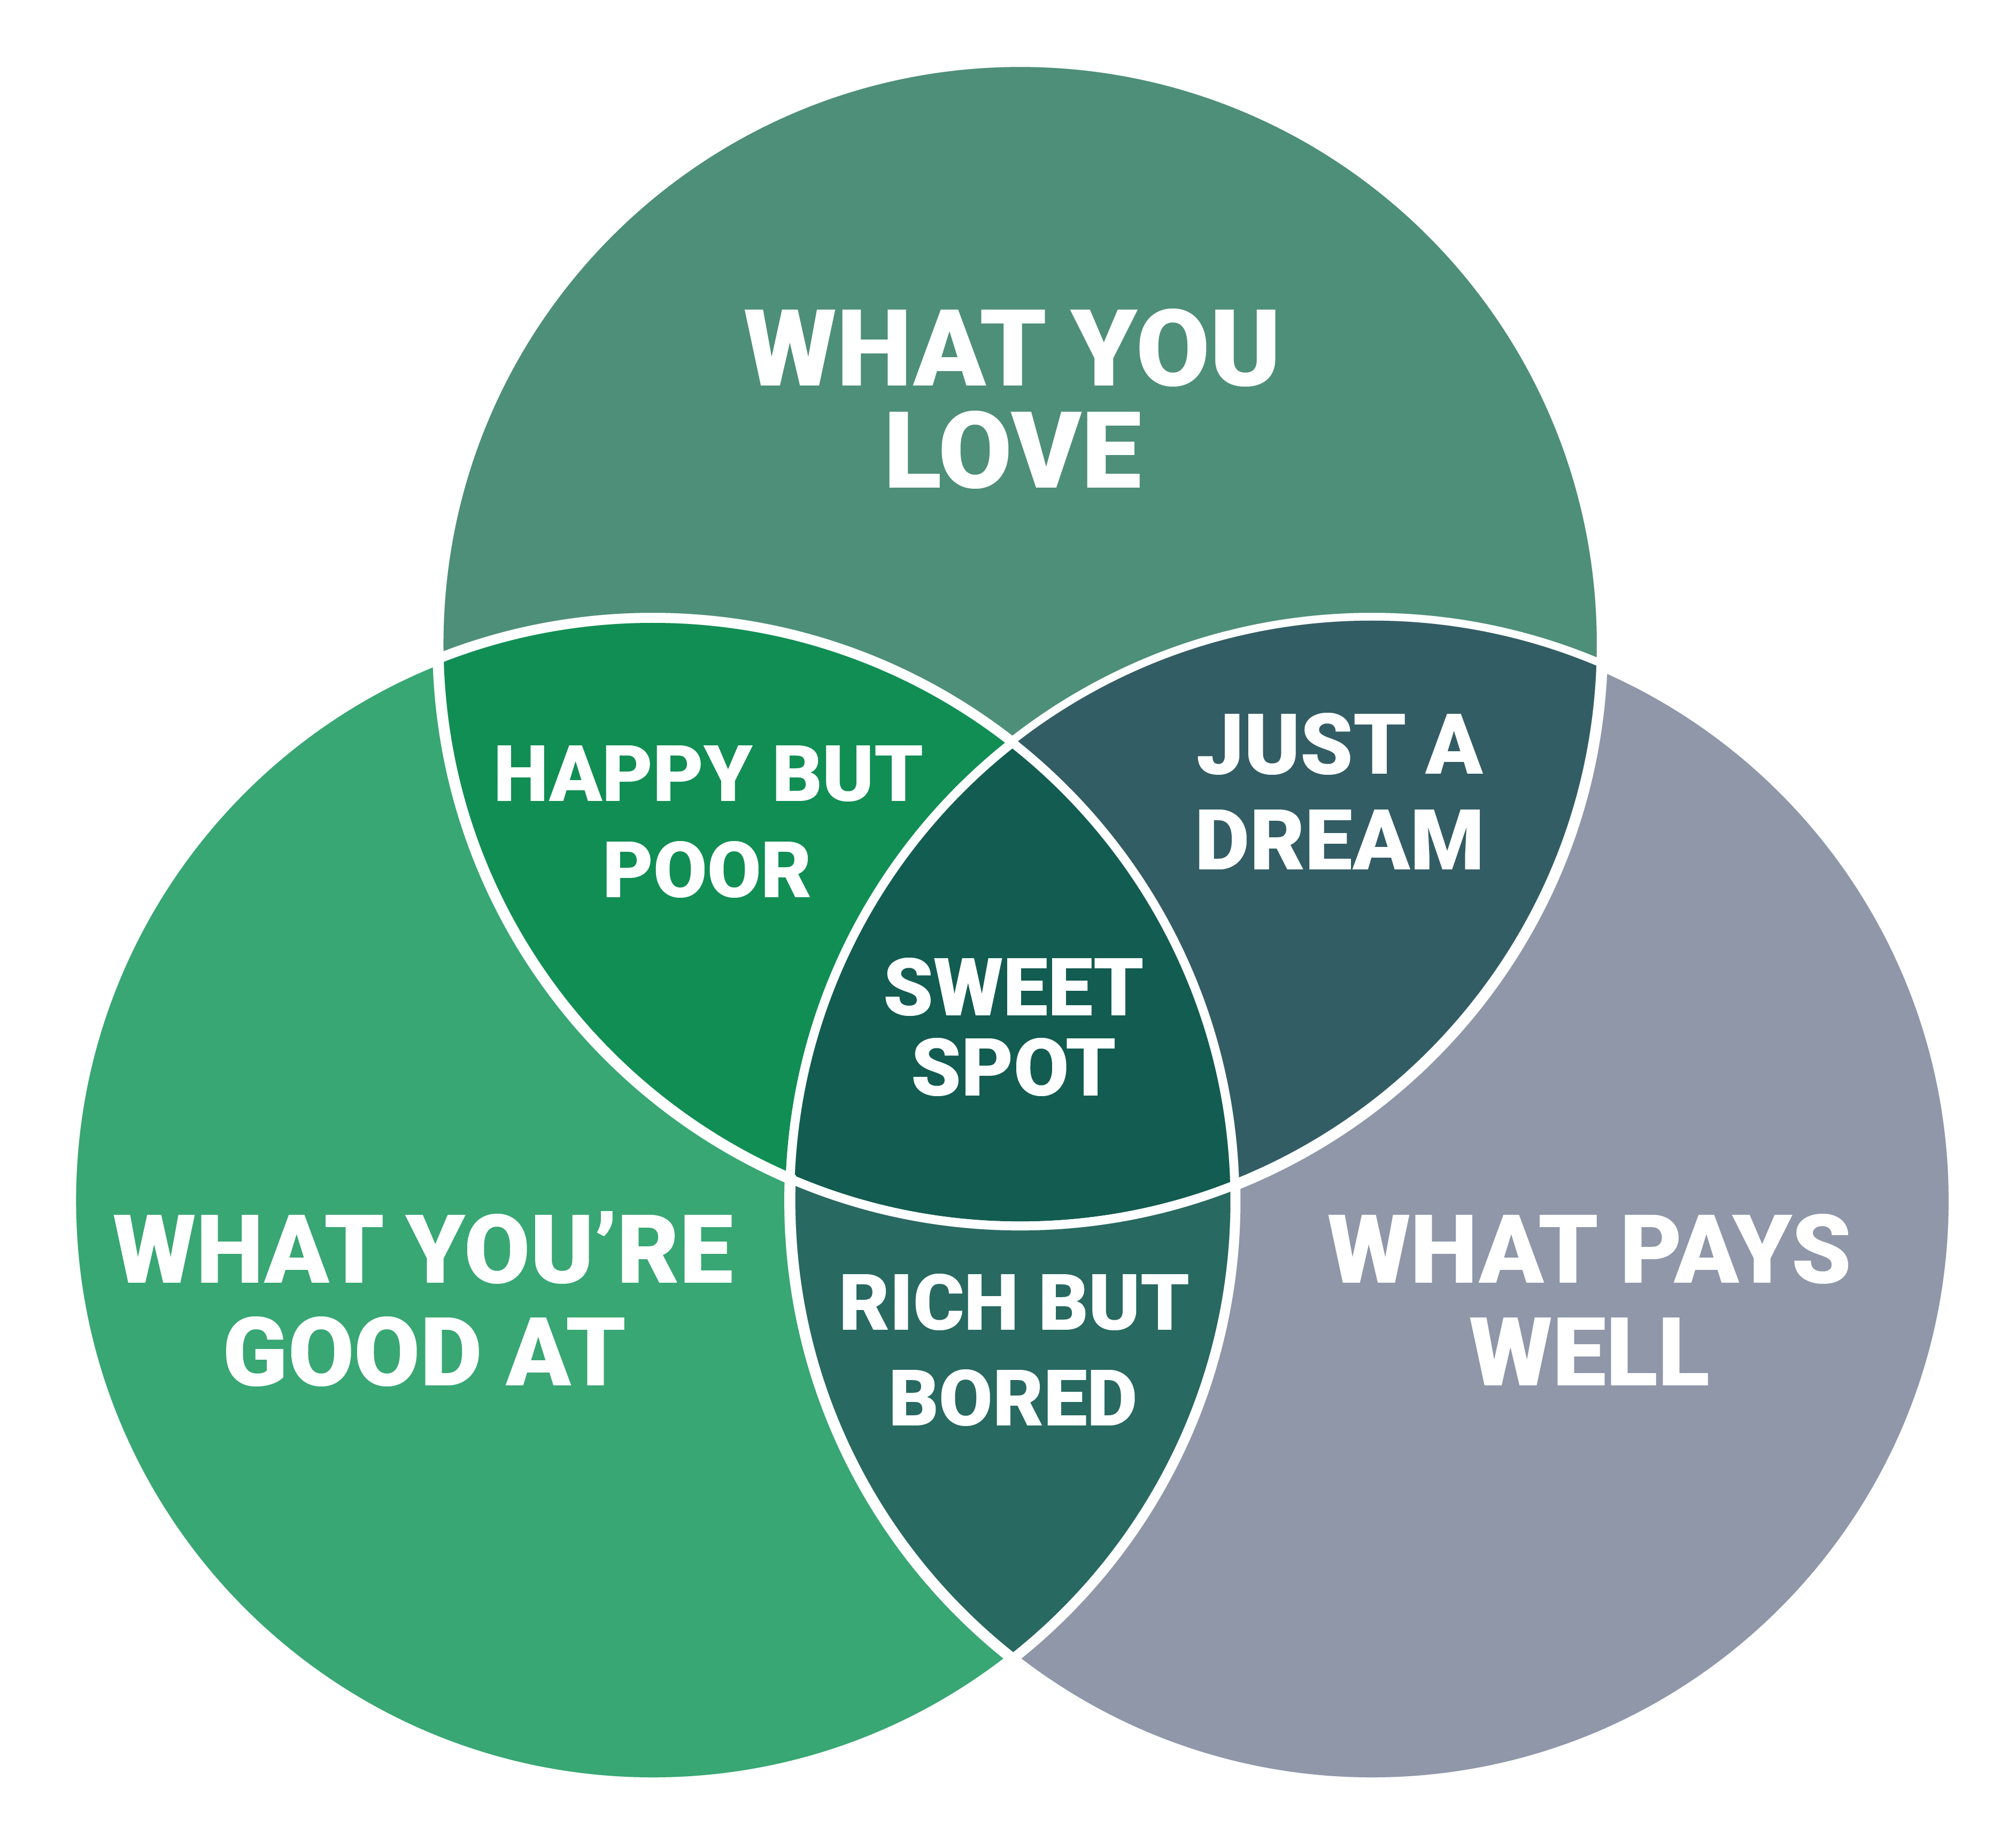 WHAT YOU
LOVE
HAPPY BUT
POOR
JUST A
DREAM
SWEET
SPOT
WHAT YOU'RE
GOOD AT
RICH BUT
BORED
WHAT PAYS
WELL